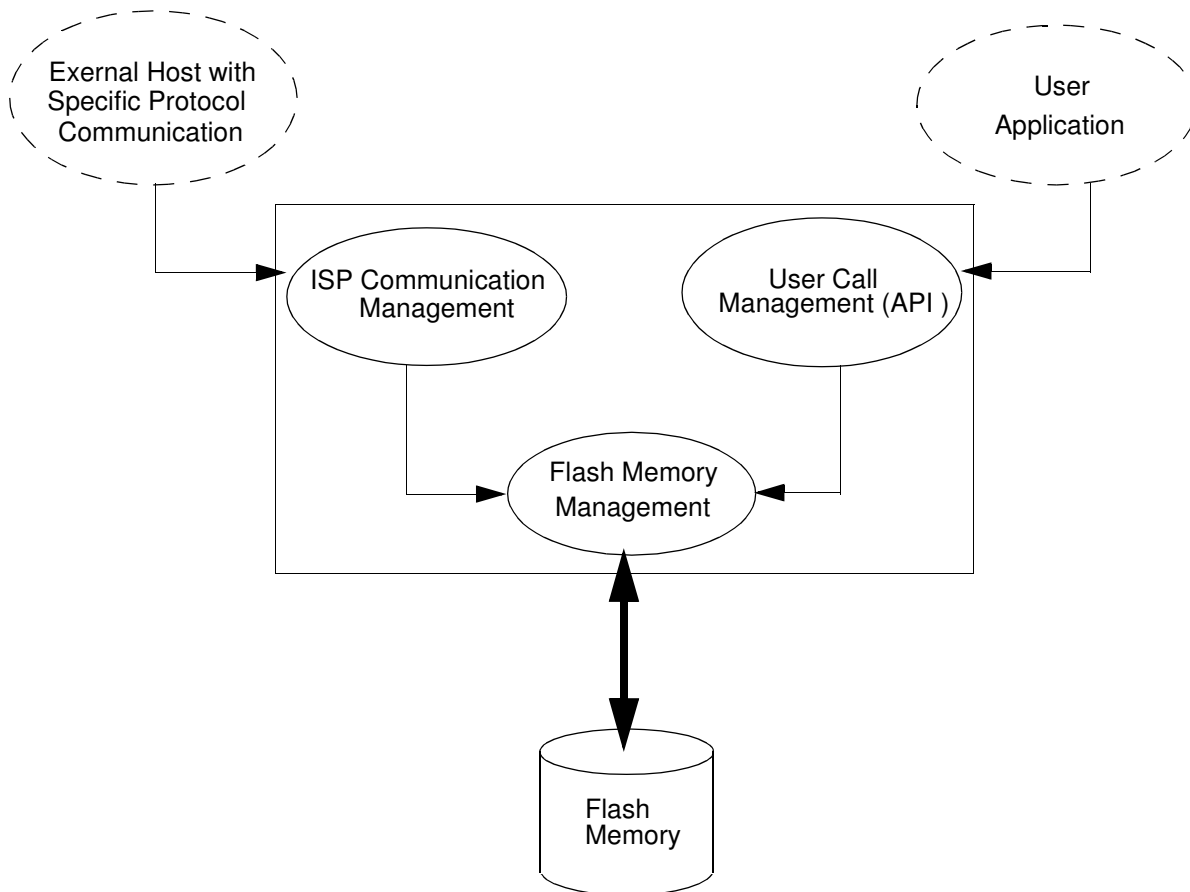 Exernal Host with
Specific Protocol
Communication
User
Application
ISP Communication
Management
User Call
Management (API )
Flash Memory
Management
Flash
Memory